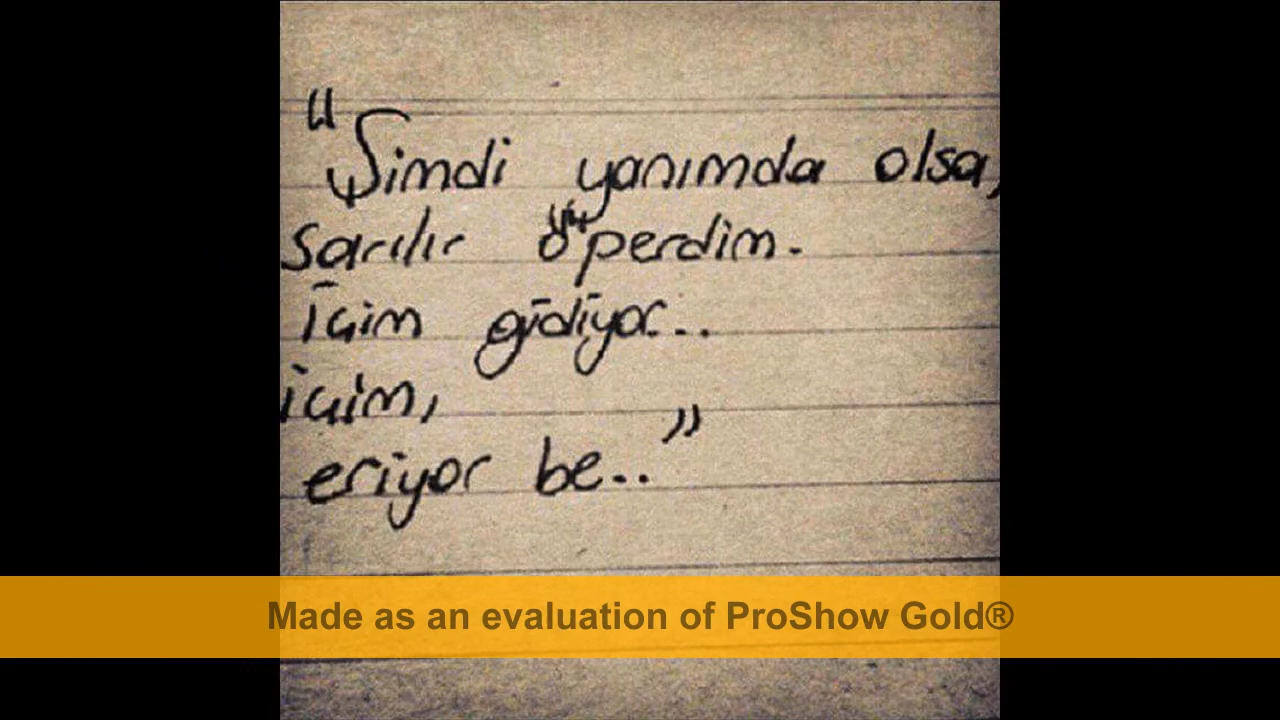 "Şimdi yanımda olsa,
sarılır öperdim.
İçim gidiyor...
içim,
eriyor be.."
Made as an evaluation of ProShow Gold®